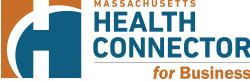 MASSACHUSETTS
HEALTH
CONNECTOR
for Business